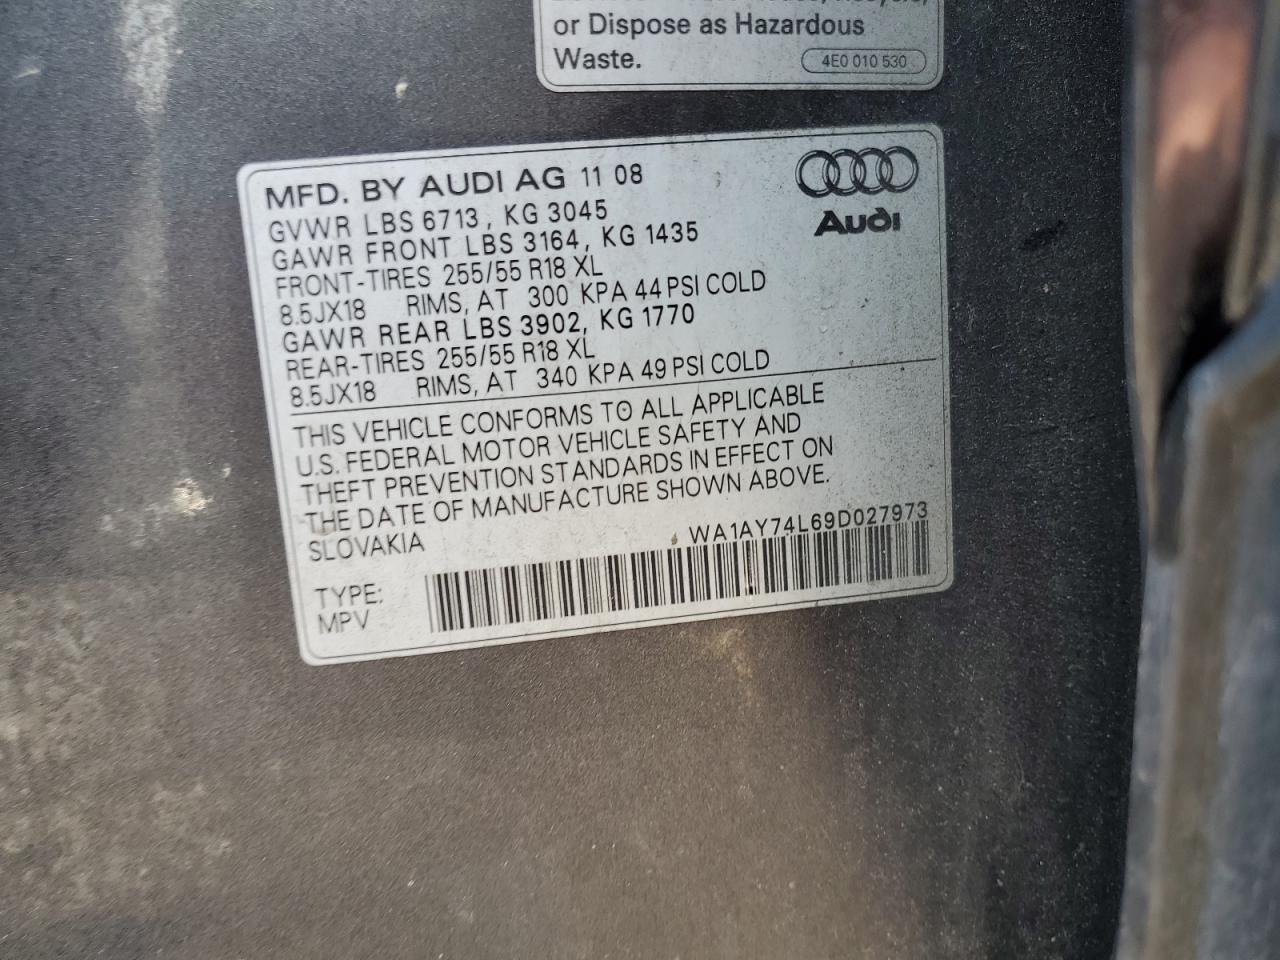 or Dispose as Hazardous
Waste.
4E0 010 530
MFD. BY AUDI AG 11 08
GVWR LBS 6713, KG 3045
GAWR FRONT LBS 3164, KG 1435
FRONT-TIRES 255/55 R18 XL
8.5JX18 RIMS, AT 300 KPA 44 PSI COLD
GAWR REAR LBS 3902, KG 1770
REAR-TIRES 255/55 R18 XL
8.5JX18 RIMS, AT 340 KPA 49 PSI COLD
Audi
THIS VEHICLE CONFORMS TO ALL APPLICABLE
U.S. FEDERAL MOTOR VEHICLE SAFETY AND
THEFT PREVENTION STANDARDS IN EFFECT ON
THE DATE OF MANUFACTURE SHOWN ABOVE.
SLOVAKIA
WA1AY74L69D027973
TYPE:
MPV